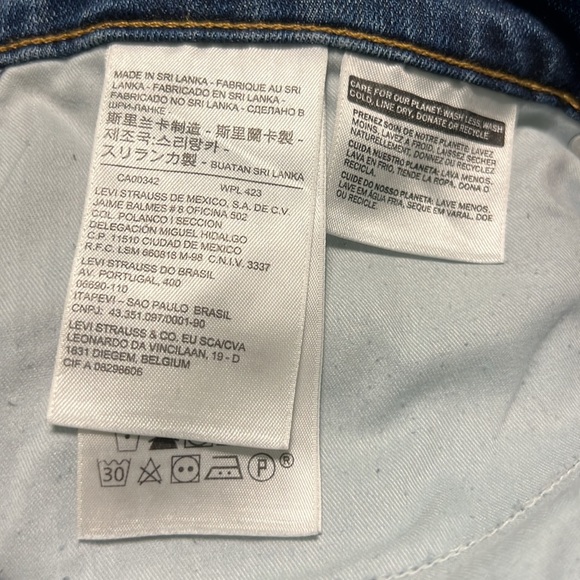 MADE IN SRI LANKA - FABRIQUE AU SRI
LANKA - FABRICADO EN SRI LANKA -
FABRICADO NO SRI LANKA - СДЕЛАНО В
ШРИ-ЛАНКЕ
斯里兰卡制造 - 斯里蘭卡製 -
제조국:스리랑카 -
スリランカ製 - BUATAN SRI LANKA
CA00342 WPL 423
LEVI STRAUSS DE MEXICO, S.A. DE C.V.
JAIME BALMES # 8 OFICINA 502
COL. POLANCO I SECCION
DELEGACIÓN MIGUEL HIDALGO
C.P. 11510 CIUDAD DE MEXICO
R.F.C. LSM 660818 M-98 C.N.I.V. 3337
LEVI STRAUSS DO BRASIL
AV. PORTUGAL, 400
06690-110
ITAPEVI – SAO PAULO BRASIL
CNPJ: 43.351.097/0001-90
LEVI STRAUSS & CO. EU SCA/CVA
LEONARDO DA VINCILAAN, 19 - D
1831 DIEGEM, BELGIUM
CIF A 08298606
30 P ®
CARE FOR OUR PLANET: WASH LESS, WASH
COLD, LINE DRY, DONATE OR RECYCLE
PRENEZ SOIN DE NOTRE PLANÈTE: LAVEZ
MOINS, LAVEZ À FROID, LAISSEZ SÉCHER
NATURELLEMENT, DONNEZ OU RECYCLEZ
CUIDA NUESTRO PLANETA: LAVA MENOS,
LAVA EN FRIO, TIENDE LA ROPA, DONA O
RECICLA
CUIDE DO NOSSO PLANETA: LAVE MENOS,
LAVE EM ÁGUA FRIA, SEQUE EM VARAL, DOE
OU RECICLE